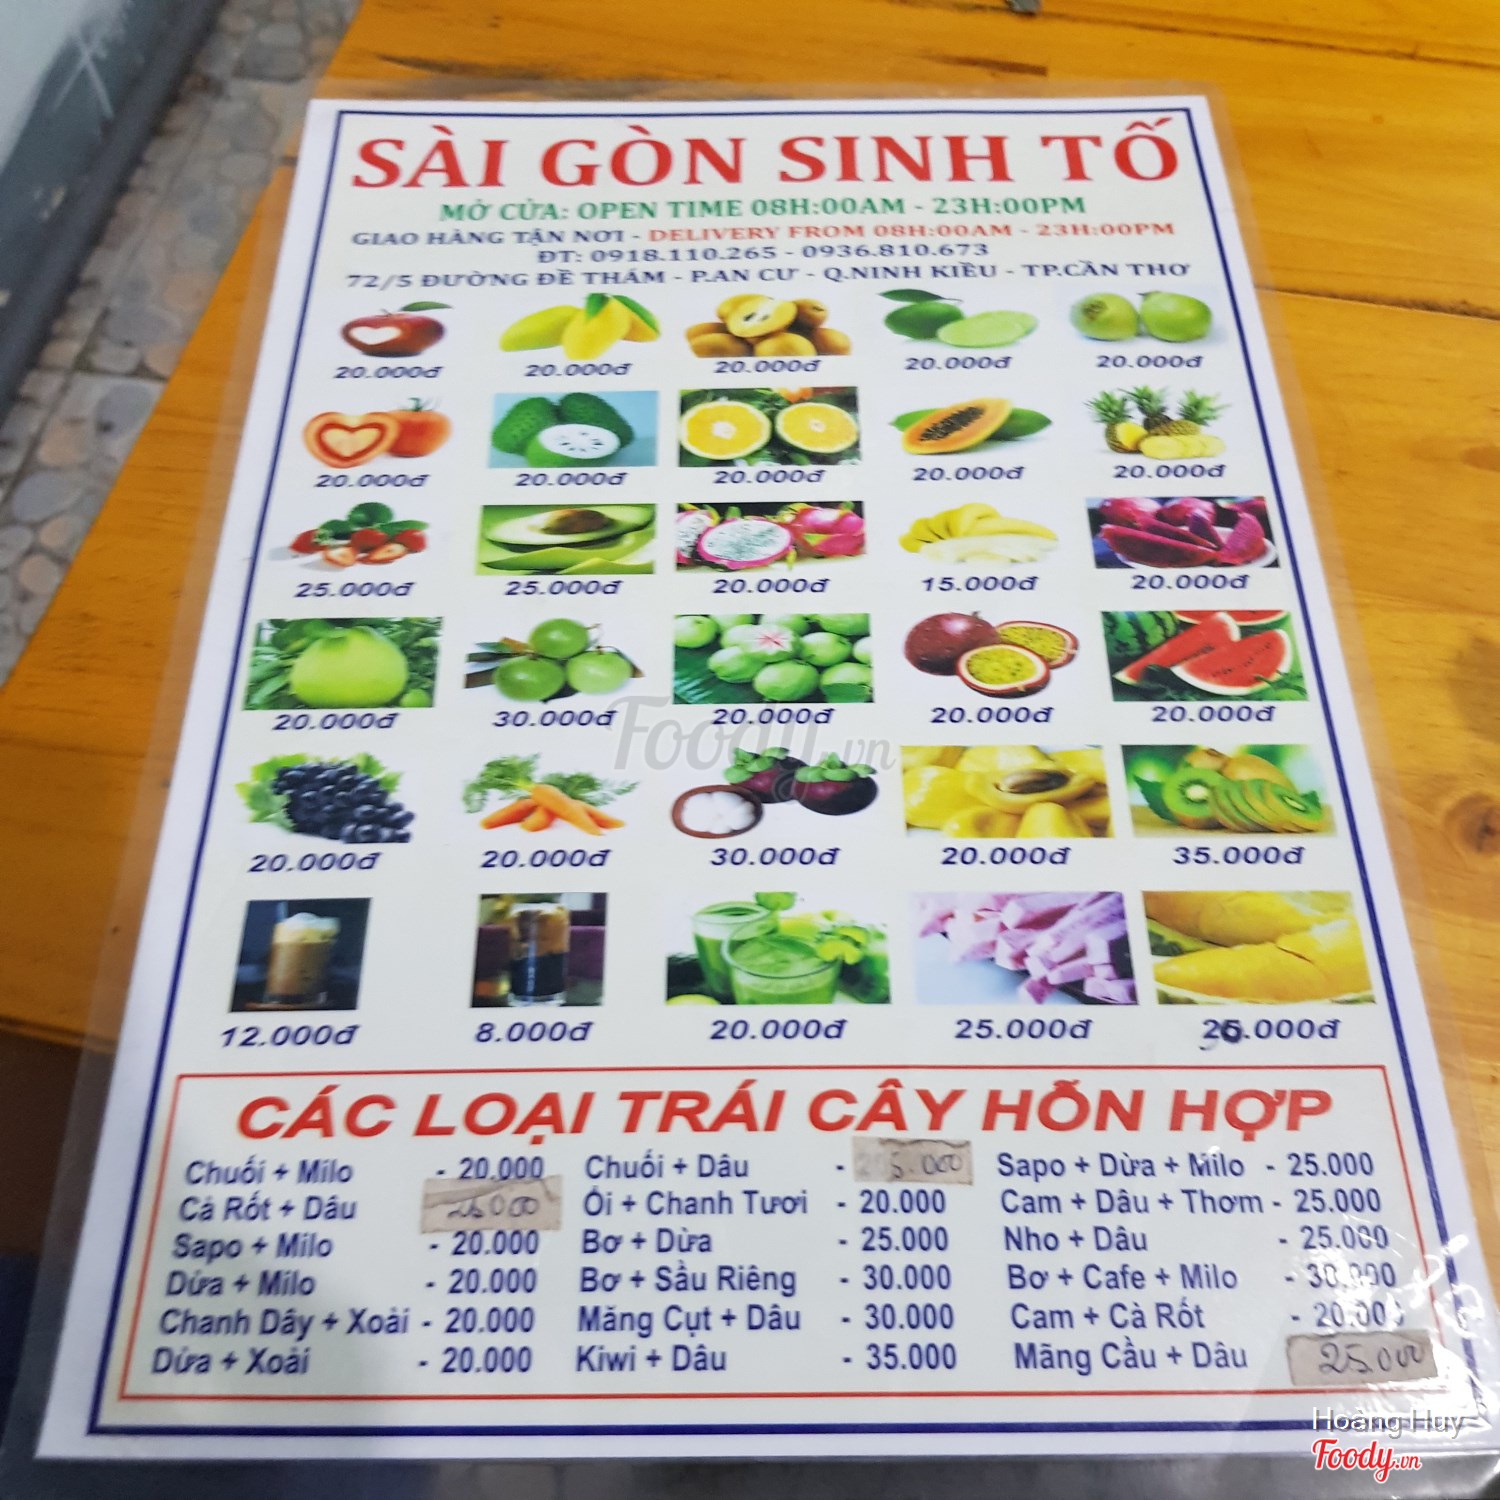 SÀI GÒN SINH TỐ
MỞ CỬA: OPEN TIME 08H:00AM - 23H:00PM
GIAO HÀNG TẬN NƠI - DELIVERY FROM 08H:00AM - 23H:00PM
ĐT: 0918.110.265 - 0936.810.673
72/5 ĐƯỜNG ĐỀ THÁM - P.AN CƯ - Q.NINH KIỀU - TP.CẦN THƠ
20.000đ 20.000đ 20.000đ 20.000đ 20.000đ
20.000đ 20.000đ 20.000đ 20.000đ 20.000đ
25.000đ 25.000đ 20.000đ 15.000đ 20.000đ
20.000đ 30.000đ 20.000đ 20.000đ 20.000đ
Foody.vn
20.000đ 20.000đ 30.000đ 20.000đ 35.000đ
12.000đ 8.000đ 20.000đ 25.000đ
CÁC LOẠI TRÁI CÂY HỖN HỢP
Chuối + Milo - 20.000
Cà Rốt + Dâu 25.000
Sapo + Milo - 20.000
Dừa + Milo - 20.000
Chanh Dây + Xoài - 20.000
Dừa + Xoài - 20.000
Chuối + Dâu - 25.000
Ổi + Chanh Tươi - 20.000
Bơ + Dừa - 25.000
Bơ + Sầu Riêng - 30.000
Măng Cụt + Dâu - 30.000
Kiwi + Dâu - 35.000
Sapo + Dừa + Milo - 25.000
Cam + Dâu + Thơm - 25.000
Nho + Dâu - 25.000
Bơ + Cafe + Milo - 30.000
Cam + Cà Rốt - 20.000
Mãng Cầu + Dâu 25.000
Hoàng Huy
Foody.vn